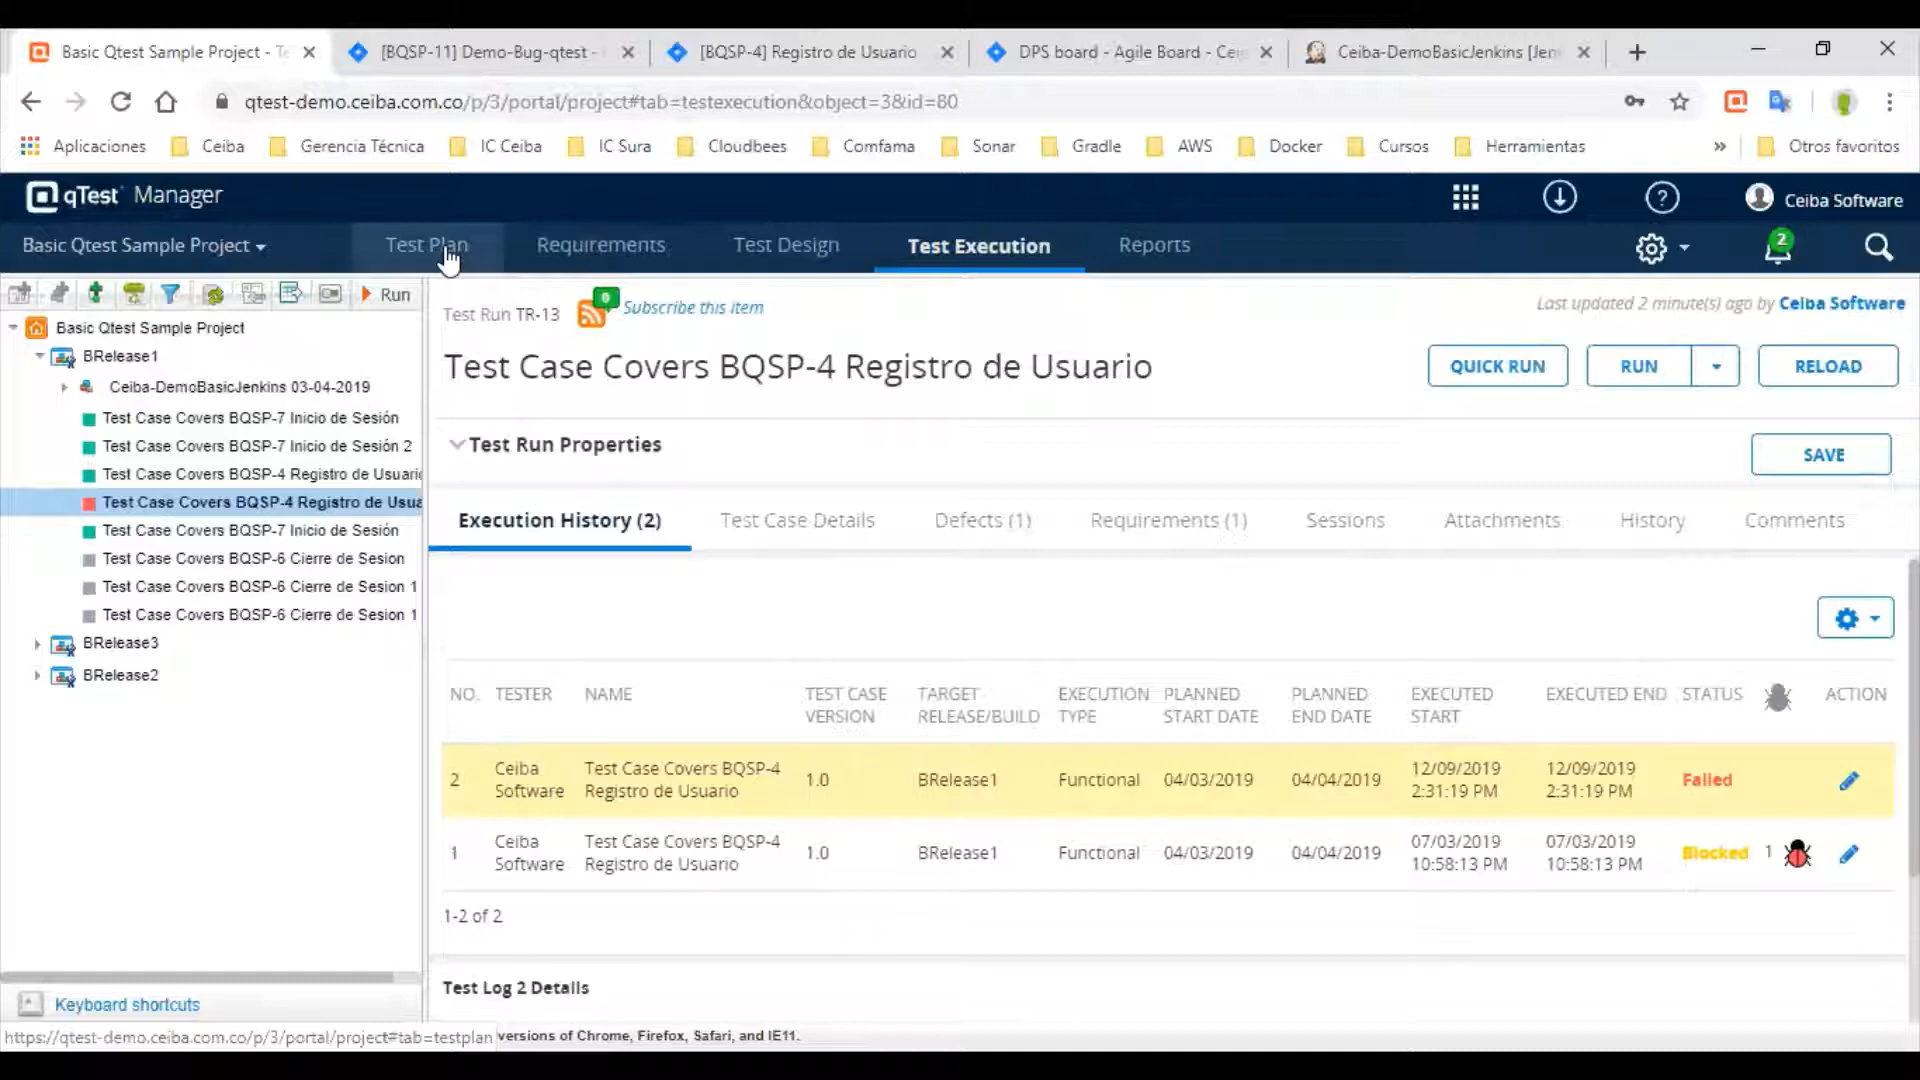 Basic Qtest Sample Project - Te
[BQSP-11] Demo-Bug-qtest -
[BQSP-4] Registro de Usuario
DPS board - Agile Board - Cei
Ceiba-DemoBasicJenkins [Jen
qtest-demo.ceiba.com.co/p/3/portal/project#tab=testexecution&object=3&id=80
Aplicaciones
Ceiba
Gerencia Técnica
IC Ceiba
IC Sura
Cloudbees
Comfama
Sonar
Gradle
AWS
Docker
Cursos
Herramientas
»
Otros favoritos
qTest Manager
Ceiba Software
Basic Qtest Sample Project
Test Plan
Requirements
Test Design
Test Execution
Reports
2
Run
Basic Qtest Sample Project
BRelease1
Ceiba-DemoBasicJenkins 03-04-2019
Test Case Covers BQSP-7 Inicio de Sesión
Test Case Covers BQSP-7 Inicio de Sesión 2
Test Case Covers BQSP-4 Registro de Usuario
Test Case Covers BQSP-4 Registro de Usua
Test Case Covers BQSP-7 Inicio de Sesión
Test Case Covers BQSP-6 Cierre de Sesion
Test Case Covers BQSP-6 Cierre de Sesion 1
Test Case Covers BQSP-6 Cierre de Sesion 1
BRelease3
BRelease2
Keyboard shortcuts
https://qtest-demo.ceiba.com.co/p/3/portal/project#tab=testplan
Test Run TR-13
0
Subscribe this item
Last updated 2 minute(s) ago by Ceiba Software
Test Case Covers BQSP-4 Registro de Usuario
QUICK RUN
RUN
RELOAD
Test Run Properties
SAVE
Execution History (2)
Test Case Details
Defects (1)
Requirements (1)
Sessions
Attachments
History
Comments
NO.
TESTER
NAME
TEST CASE
VERSION
TARGET
RELEASE/BUILD
EXECUTION
TYPE
PLANNED
START DATE
PLANNED
END DATE
EXECUTED
START
EXECUTED END
STATUS
ACTION
2
Ceiba
Software
Test Case Covers BQSP-4
Registro de Usuario
1.0
BRelease1
Functional
04/03/2019
04/04/2019
12/09/2019
2:31:19 PM
12/09/2019
2:31:19 PM
Failed
1
Ceiba
Software
Test Case Covers BQSP-4
Registro de Usuario
1.0
BRelease1
Functional
04/03/2019
04/04/2019
07/03/2019
10:58:13 PM
07/03/2019
10:58:13 PM
Blocked
1
1-2 of 2
Test Log 2 Details
versions of Chrome, Firefox, Safari, and IE11.